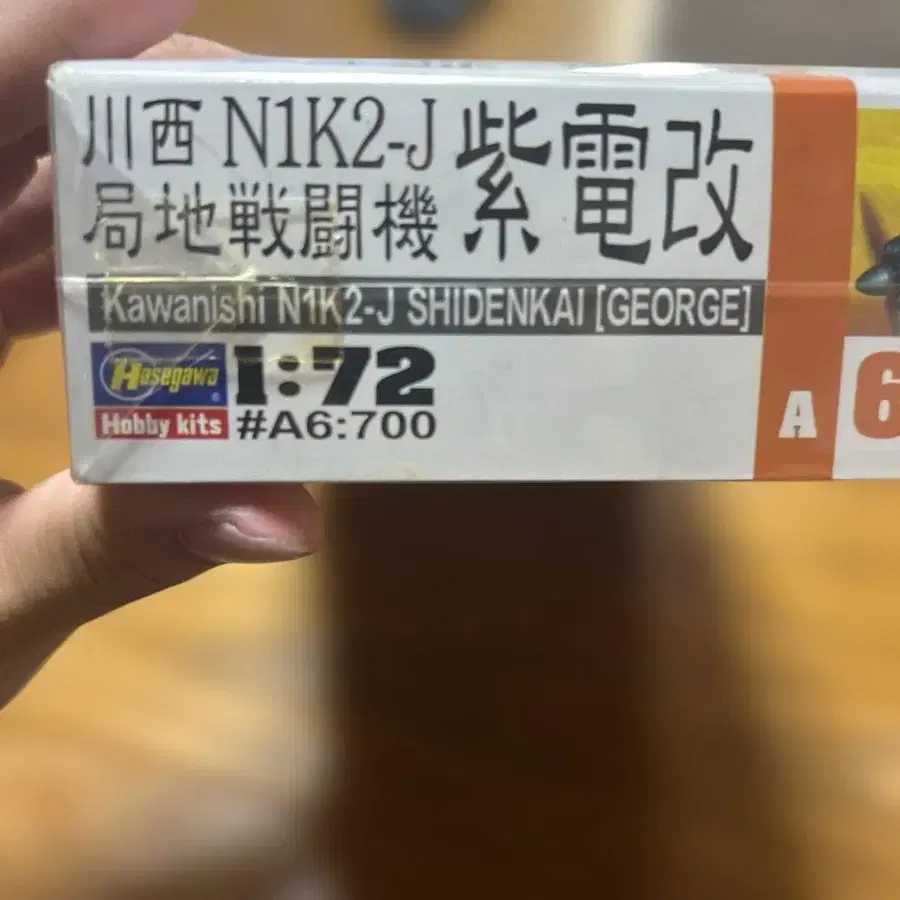 川西 N1K2-J 紫電改
局地戦闘機
Kawanishi N1K2-J SHIDENKAI [GEORGE]
Hasegawa 1:72
Hobby kits #A6:700
A 6